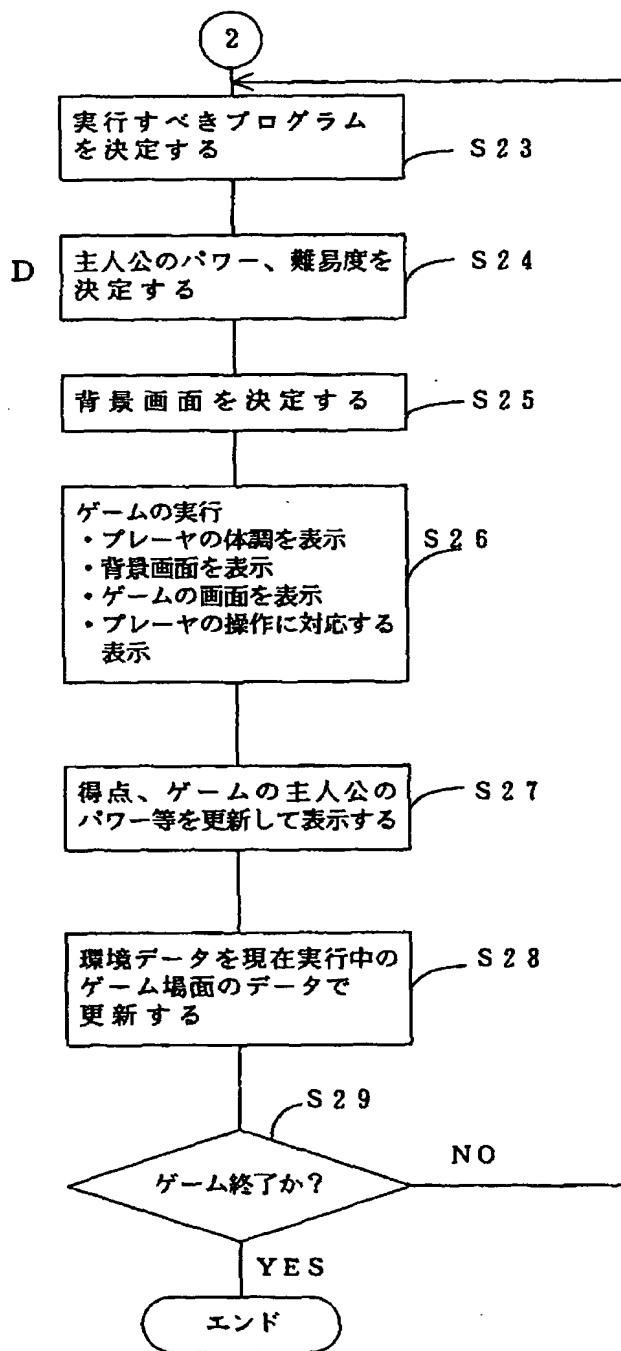 2
実行すべきプログラム
を決定する
S23
D
主人公のパワー、難易度を
決定する
S24
背景画面を決定する
S25
ゲームの実行
・プレーヤの体調を表示
・背景画面を表示
・ゲームの画面を表示
・プレーヤの操作に対応する
表示
S26
得点、ゲームの主人公の
パワー等を更新して表示する
S27
環境データを現在実行中の
ゲーム場面のデータで
更新する
S28
S29
ゲーム終了か？
NO
YES
エンド